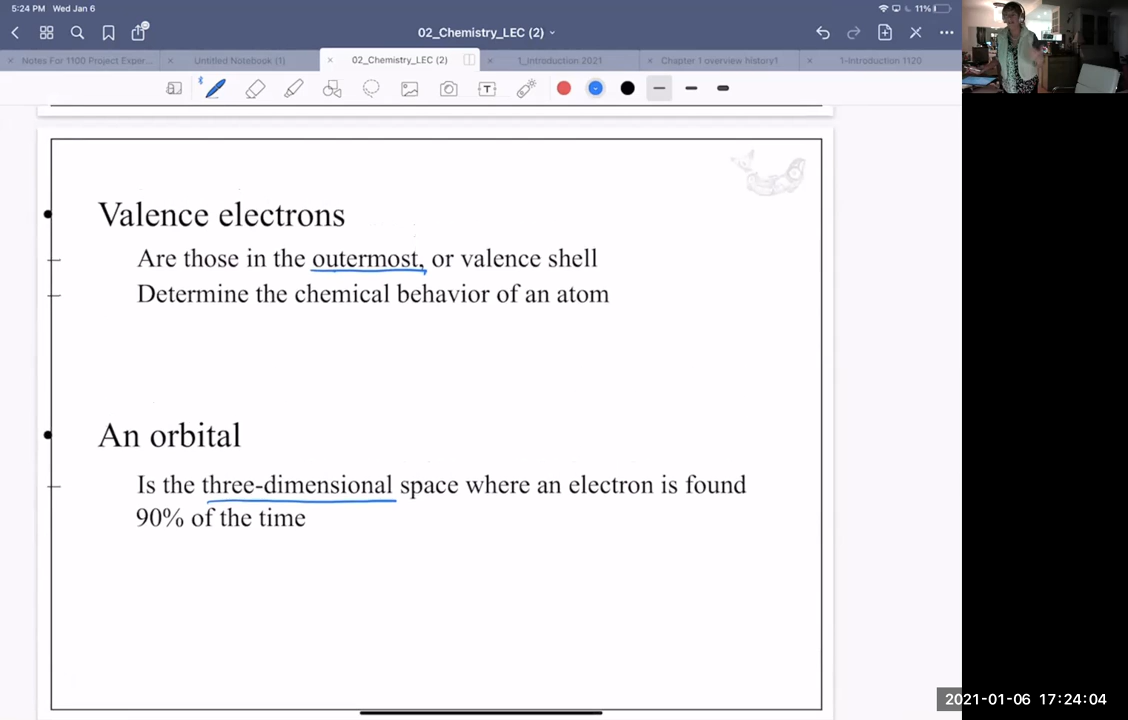 5:24 PM Wed Jan 6
11%
02_Chemistry_LEC (2)
Notes For 1100 Project Exper...
Untitled Notebook (1)
02_Chemistry_LEC (2)
1_Introduction 2021
Chapter 1 overview history1
1-Introduction 1120
Valence electrons
Are those in the outermost, or valence shell
Determine the chemical behavior of an atom
An orbital
Is the three-dimensional space where an electron is found
90% of the time
2021-01-06 17:24:04